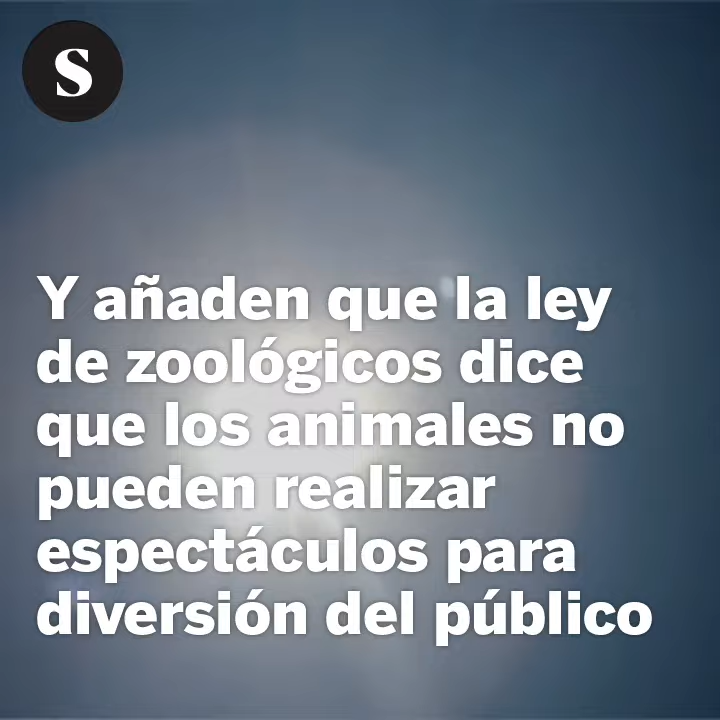 S
Y añaden que la ley
de zoológicos dice
que los animales no
pueden realizar
espectáculos para
diversión del público